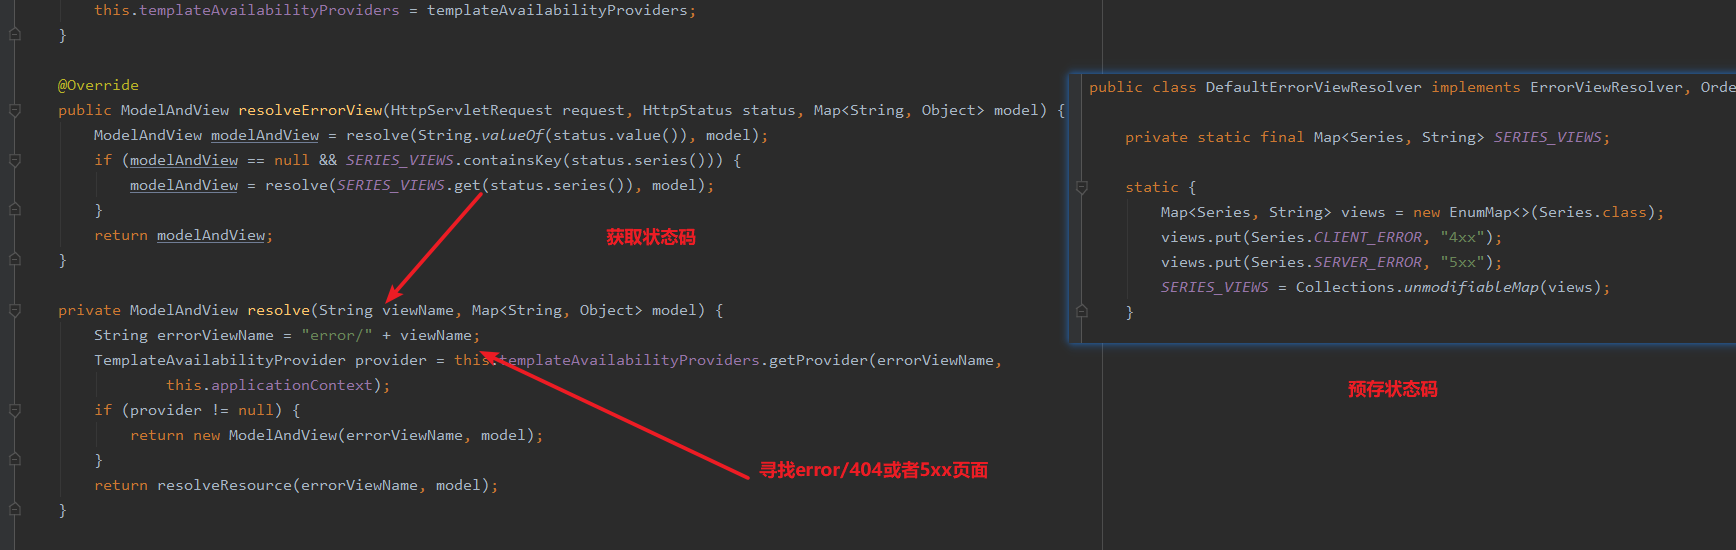 this.templateAvailabilityProviders = templateAvailabilityProviders;
}
@Override
public ModelAndView resolveErrorView(HttpServletRequest request, HttpStatus status, Map<String, Object> model) {
ModelAndView modelAndView = resolve(String.valueOf(status.value()), model);
if (modelAndView == null && SERIES_VIEWS.containsKey(status.series())) {
modelAndView = resolve(SERIES_VIEWS.get(status.series()), model);
}
return modelAndView;
}
获取状态码
private ModelAndView resolve(String viewName, Map<String, Object> model) {
String errorViewName = "error/" + viewName;
TemplateAvailabilityProvider provider = this.templateAvailabilityProviders.getProvider(errorViewName,
this.applicationContext);
if (provider != null) {
return new ModelAndView(errorViewName, model);
}
return resolveResource(errorViewName, model);
}
寻找error/404或者5xx页面
public class DefaultErrorViewResolver implements ErrorViewResolver, Orde
private static final Map<Series, String> SERIES_VIEWS;
static {
Map<Series, String> views = new EnumMap<>(Series.class);
views.put(Series.CLIENT_ERROR, "4xx");
views.put(Series.SERVER_ERROR, "5xx");
SERIES_VIEWS = Collections.unmodifiableMap(views);
}
预存状态码